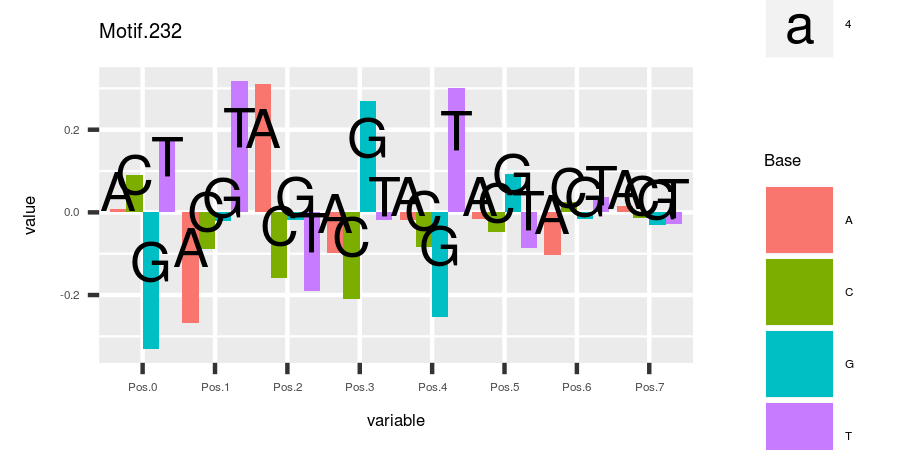 Motif.232
a 4
value
0.2
0.0
-0.2
A C G T A C G T A C G T A C G T A C G T A C G T A C G T A C G T
Pos.0 Pos.1 Pos.2 Pos.3 Pos.4 Pos.5 Pos.6 Pos.7
variable
Base
A
C
G
T